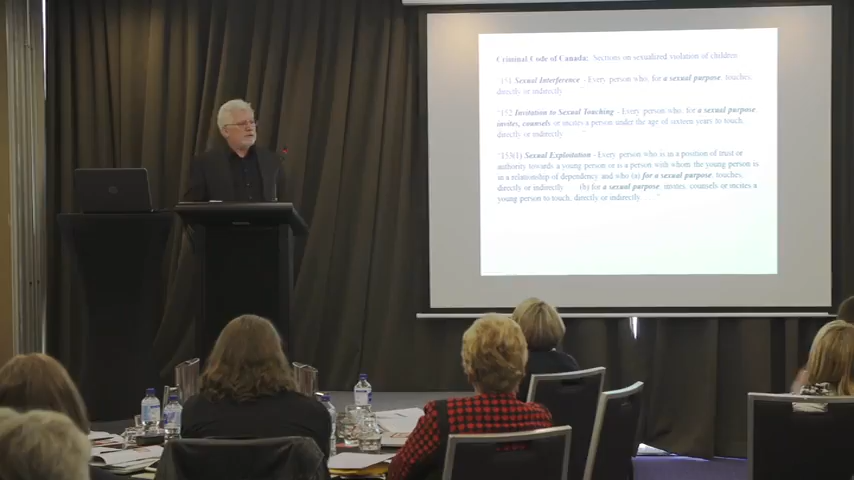 Criminal Code of Canada: Sections on sexualized violation of children
"151 Sexual Interference - Every person who, for a sexual purpose, touches,
directly or indirectly
"152 Invitation to Sexual Touching - Every person who, for a sexual purpose
invites, counsels or incites a person under the age of sixteen years to touch,
directly or indirectly
"153(1) Sexual Exploitation - Every person who is in a position of trust or
authority towards a young person or is a person with whom the young person is
in a relationship of dependency and who (a) for a sexual purpose, touches,
directly or indirectly (b) for a sexual purpose, invites, counsels or incites a
young person to touch, directly or indirectly ..."